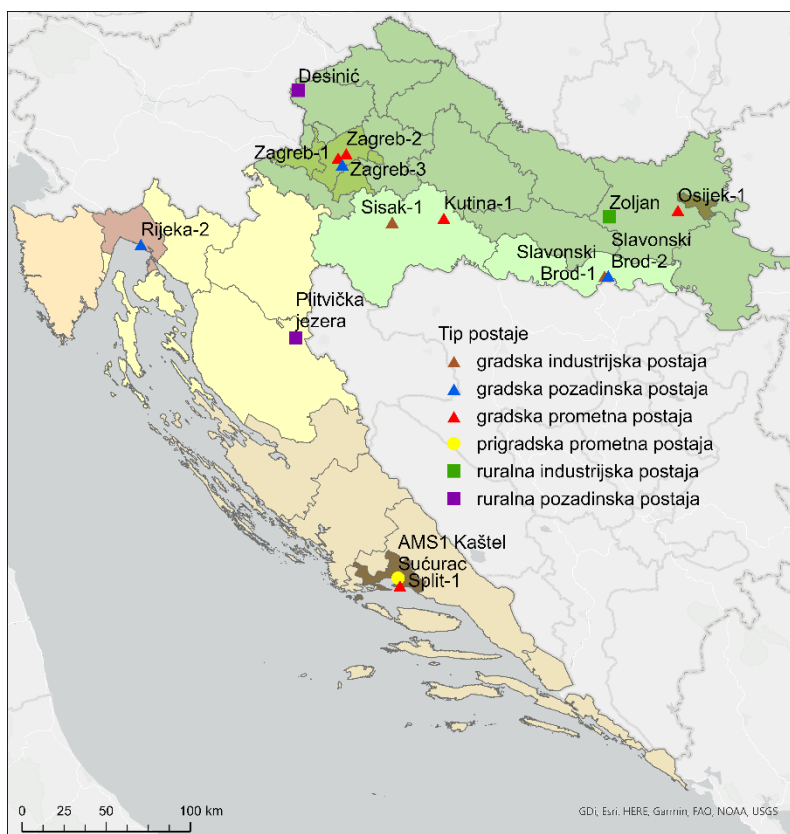 Desinić
Zagreb-2
Zagreb-1
Zagreb-3
Sisak-1
Kutina-1
Zoljan
Osijek-1
Rijeka-2
Slavonski
Brod-1
Slavonski
Brod-2
Plitvička
jezera
Tip postaje
gradska industrijska postaja
gradska pozadinska postaja
gradska prometna postaja
prigradska prometna postaja
ruralna industrijska postaja
ruralna pozadinska postaja
AMS1 Kaštel
Sućurac
Split-1
0 25 50 100 km
GDi, Esri, HERE, Garmin, FAO, NOAA, USGS